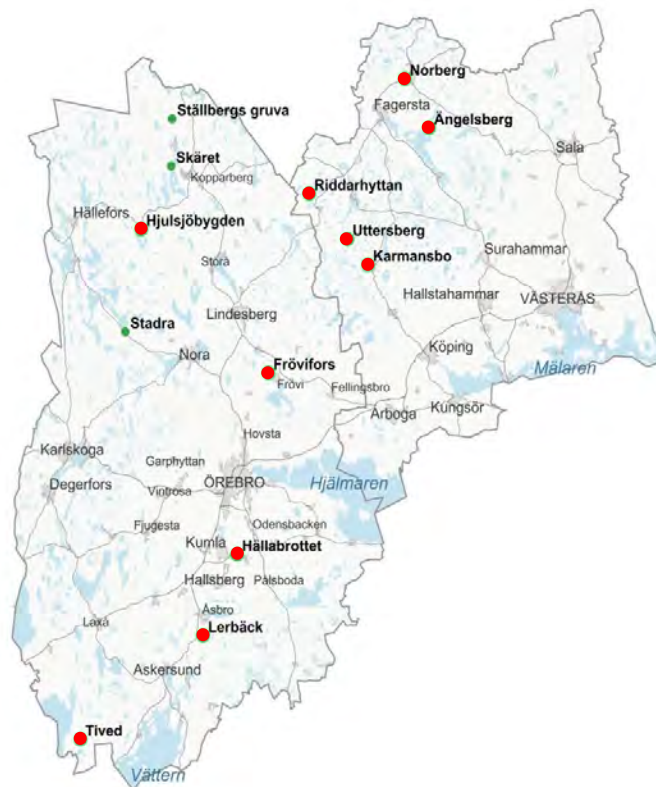 Norberg
Fagersta
Ställbergs gruva
Ängelsberg
Sala
Skäret
Kopparberg
Riddarhyttan
Hällefors
Hjulsjöbygden
Uttersberg
Surahammar
Storå
Karmansbo
Hallstahammar
VÄSTERÅS
Lindesberg
Stadra
Köping
Nora
Mälaren
Frövifors
Frövi
Fellingsbro
Arboga
Kungsör
Hovsta
Karlskoga
Garphyttan
Degerfors
Vintrosa
ÖREBRO
Hjälmaren
Fjugesta
Odensbacken
Kumla
Hällabrottet
Hallsberg
Pålsboda
Åsbro
Laxå
Lerbäck
Askersund
Tived
Vättern